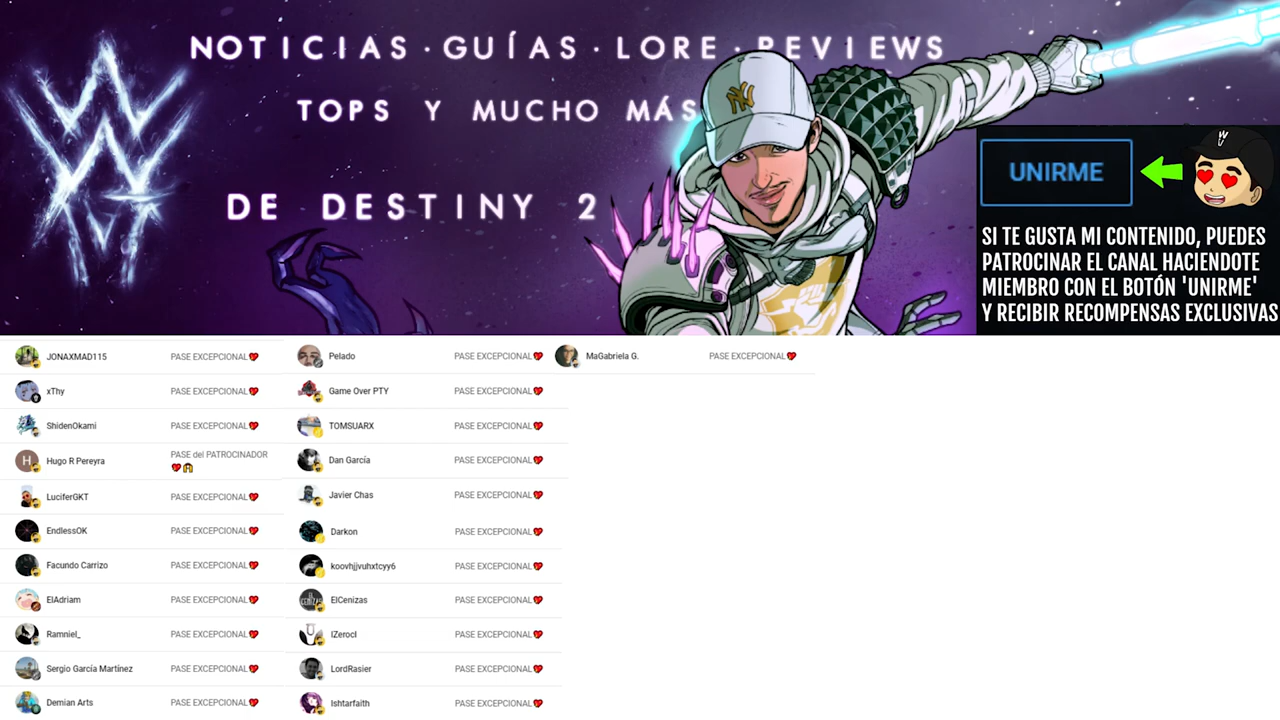 NOTICIAS · GUÍAS · LORE · REVIEWS
TOPS Y MUCHO MÁS
DE DESTINY 2
UNIRME
SI TE GUSTA MI CONTENIDO, PUEDES
PATROCINAR EL CANAL HACIENDOTE
MIEMBRO CON EL BOTÓN 'UNIRME'
Y RECIBIR RECOMPENSAS EXCLUSIVAS
JONAXMAD115 PASE EXCEPCIONAL
xThy PASE EXCEPCIONAL
ShidenOkami PASE EXCEPCIONAL
H
Hugo R Pereyra PASE del PATROCINADOR
LuciferGKT PASE EXCEPCIONAL
EndlessOK PASE EXCEPCIONAL
Facundo Carrizo PASE EXCEPCIONAL
ElAdriam PASE EXCEPCIONAL
Ramniel_ PASE EXCEPCIONAL
Sergio García Martínez PASE EXCEPCIONAL
Demian Arts PASE EXCEPCIONAL
Pelado PASE EXCEPCIONAL
Game Over PTY PASE EXCEPCIONAL
TOMSUARX PASE EXCEPCIONAL
Dan García PASE EXCEPCIONAL
Javier Chas PASE EXCEPCIONAL
Darkon PASE EXCEPCIONAL
koovhjjvuhxtcyy6 PASE EXCEPCIONAL
ElCenizas PASE EXCEPCIONAL
IZerocI PASE EXCEPCIONAL
LordRasier PASE EXCEPCIONAL
Ishtarfaith PASE EXCEPCIONAL
MaGabriela G. PASE EXCEPCIONAL